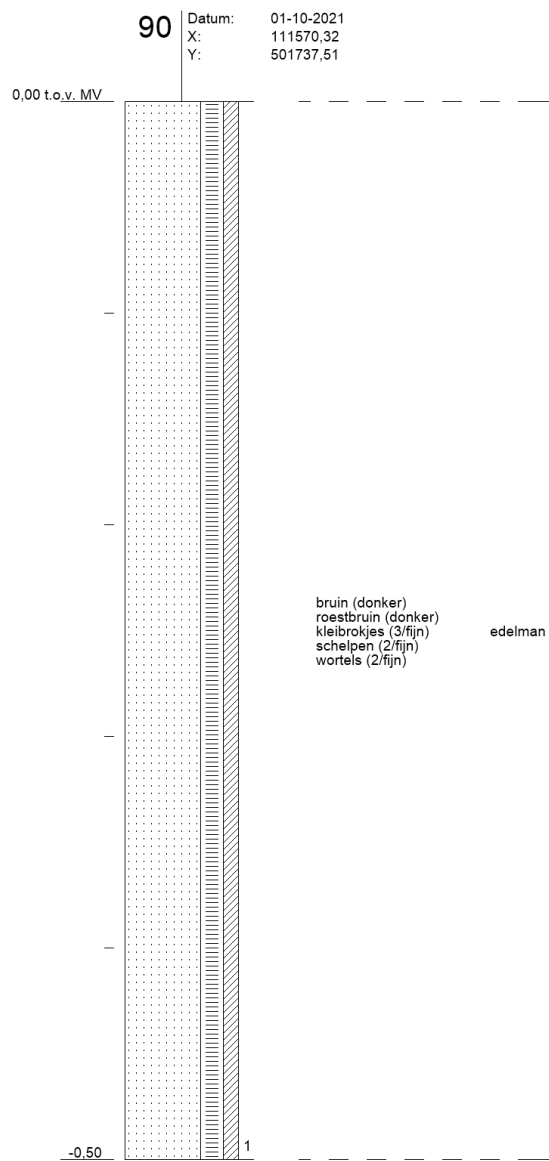 90
Datum: 01-10-2021
X: 111570,32
Y: 501737,51
0,00 t.o.v. MV
bruin (donker)
roestbruin (donker)
kleibrokjes (3/fijn) edelman
schelpen (2/fijn)
wortels (2/fijn)
1
-0,50